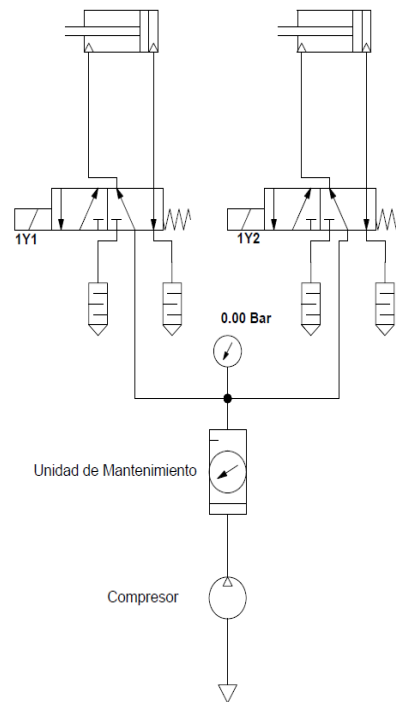 1Y1
1Y2
0.00 Bar
Unidad de Mantenimiento
Compresor